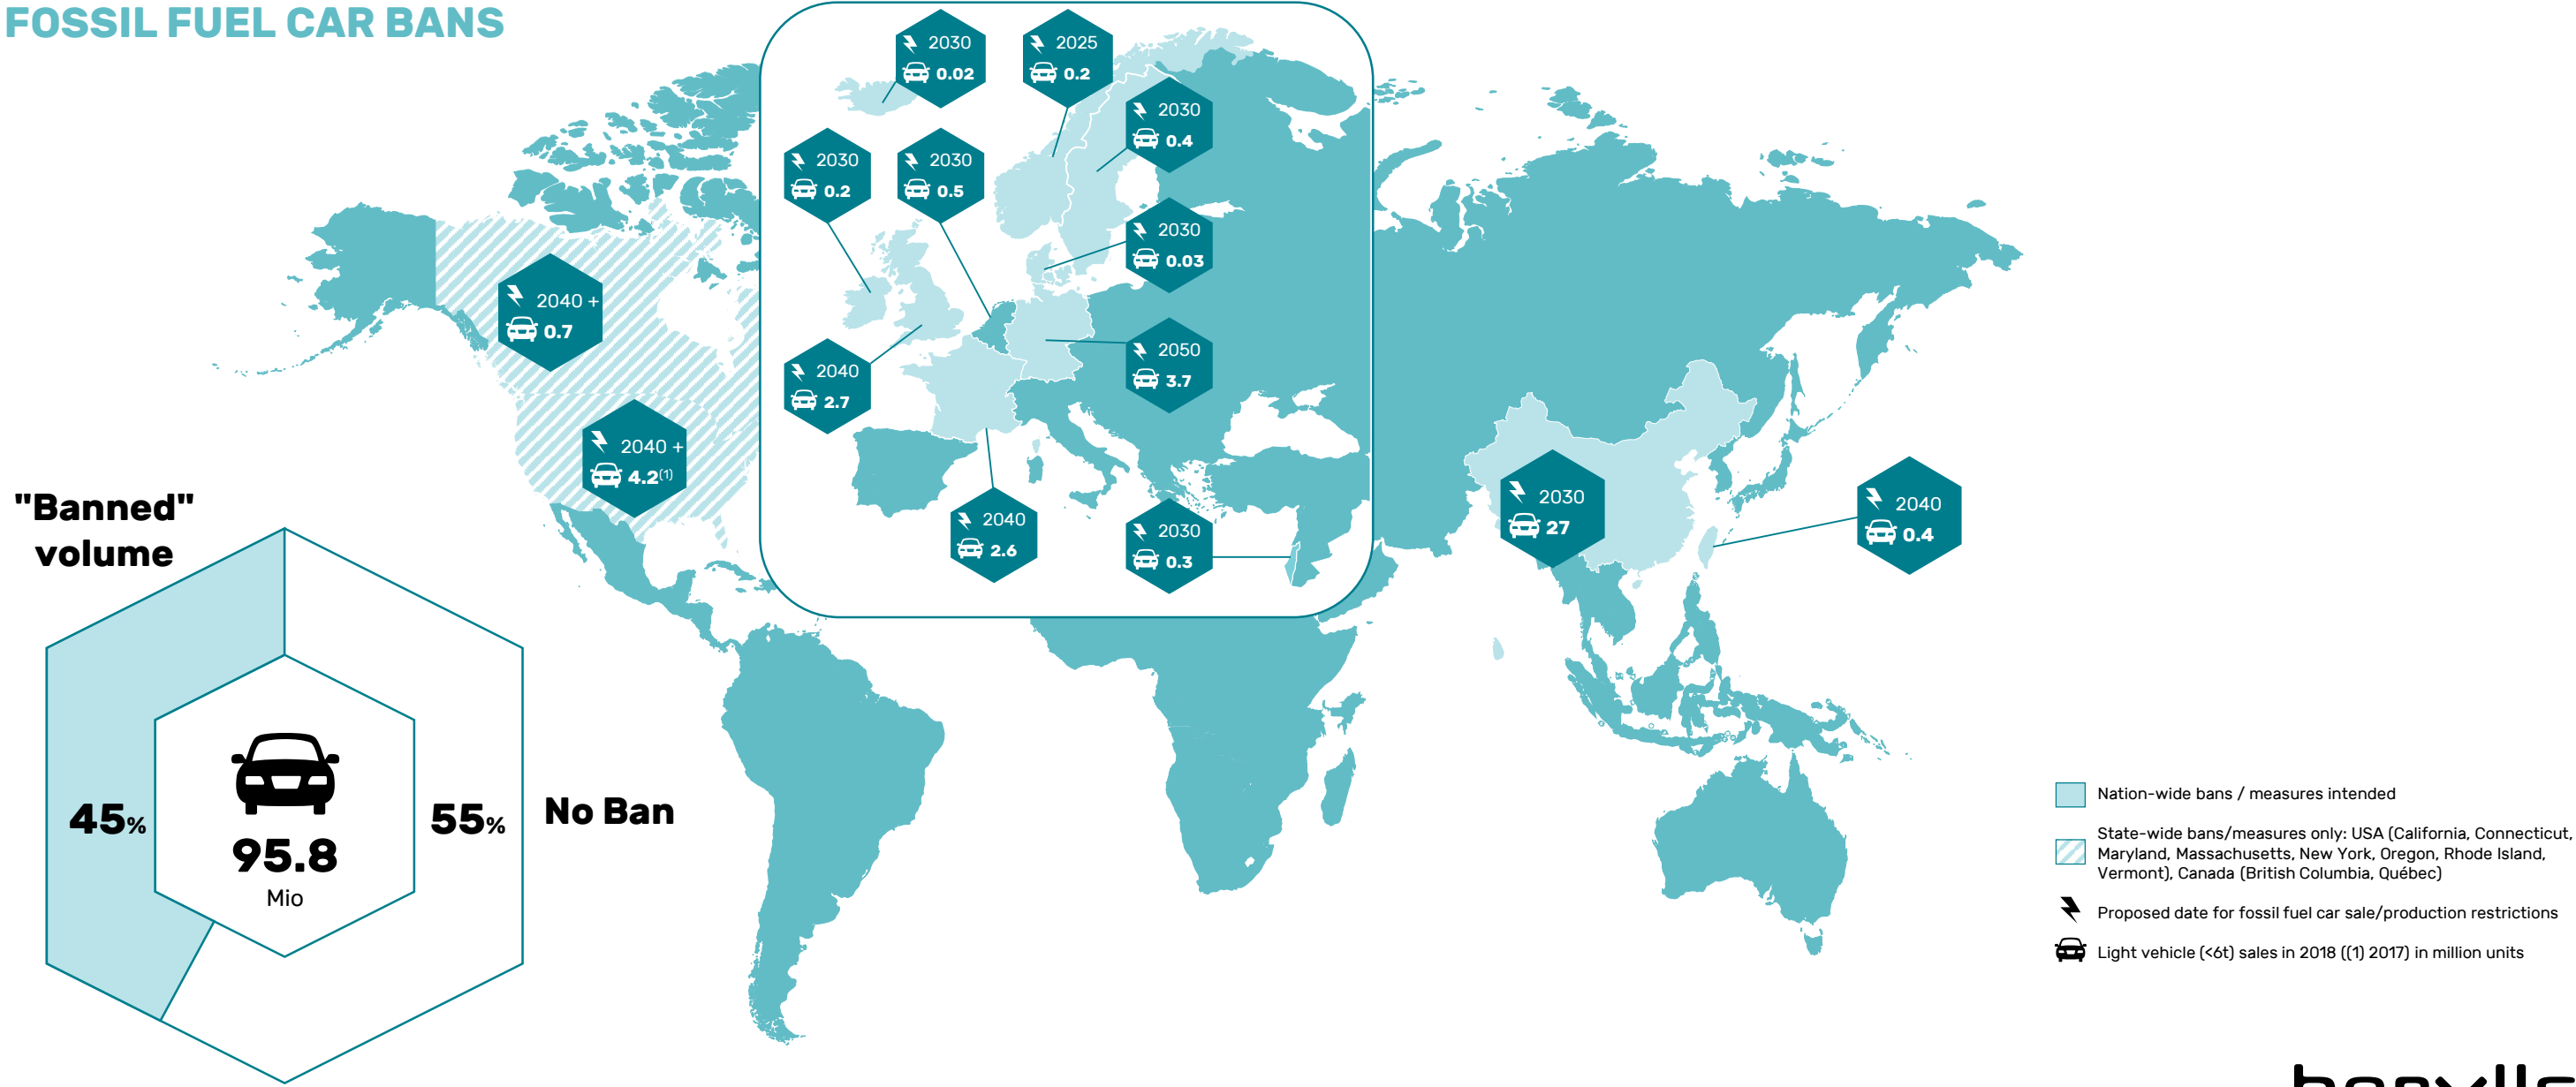 FOSSIL FUEL CAR BANS
2030
0.02
2025
0.2
2030
0.4
2030
0.2
2030
0.5
2030
0.03
2040 +
0.7
2040
2.7
2050
3.7
2040 +
4.2(1)
2040
2.6
2030
0.3
2030
27
2040
0.4
"Banned"
volume
45%
95.8
Mio
55%
No Ban
Nation-wide bans / measures intended
State-wide bans/measures only: USA (California, Connecticut,
Maryland, Massachusetts, New York, Oregon, Rhode Island,
Vermont), Canada (British Columbia, Québec)
Proposed date for fossil fuel car sale/production restrictions
Light vehicle (<6t) sales in 2018 ((1) 2017) in million units